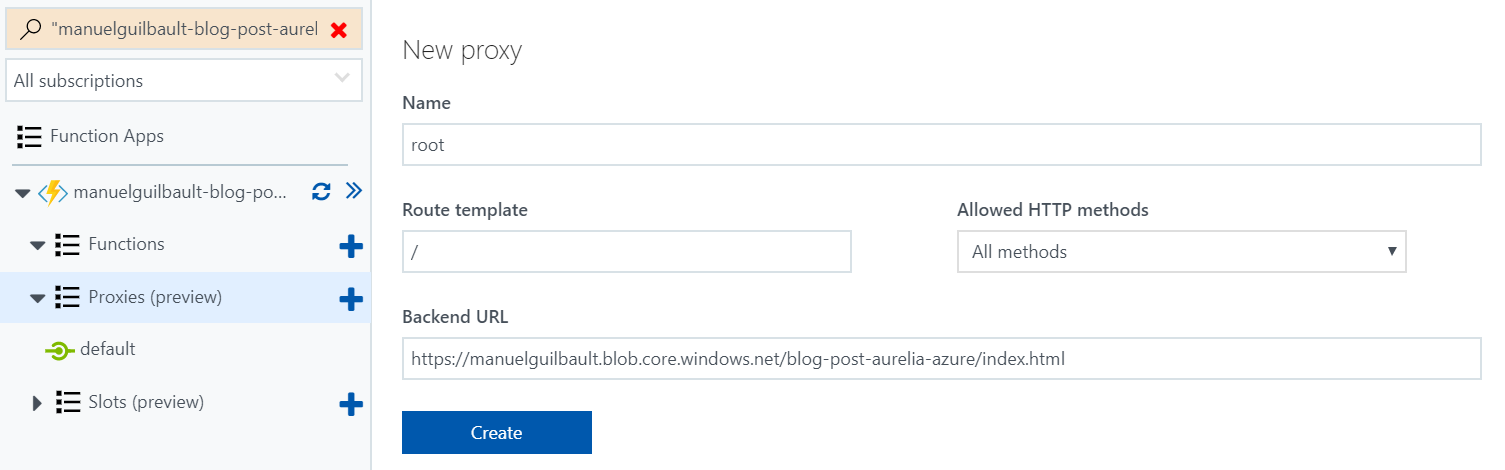 "manuelguilbault-blog-post-aurel
All subscriptions
Function Apps
manuelguilbault-blog-po...
Functions
Proxies (preview)
default
Slots (preview)
New proxy
Name
root
Route template
Allowed HTTP methods
/
All methods
Backend URL
https://manuelguilbault.blob.core.windows.net/blog-post-aurelia-azure/index.html
Create